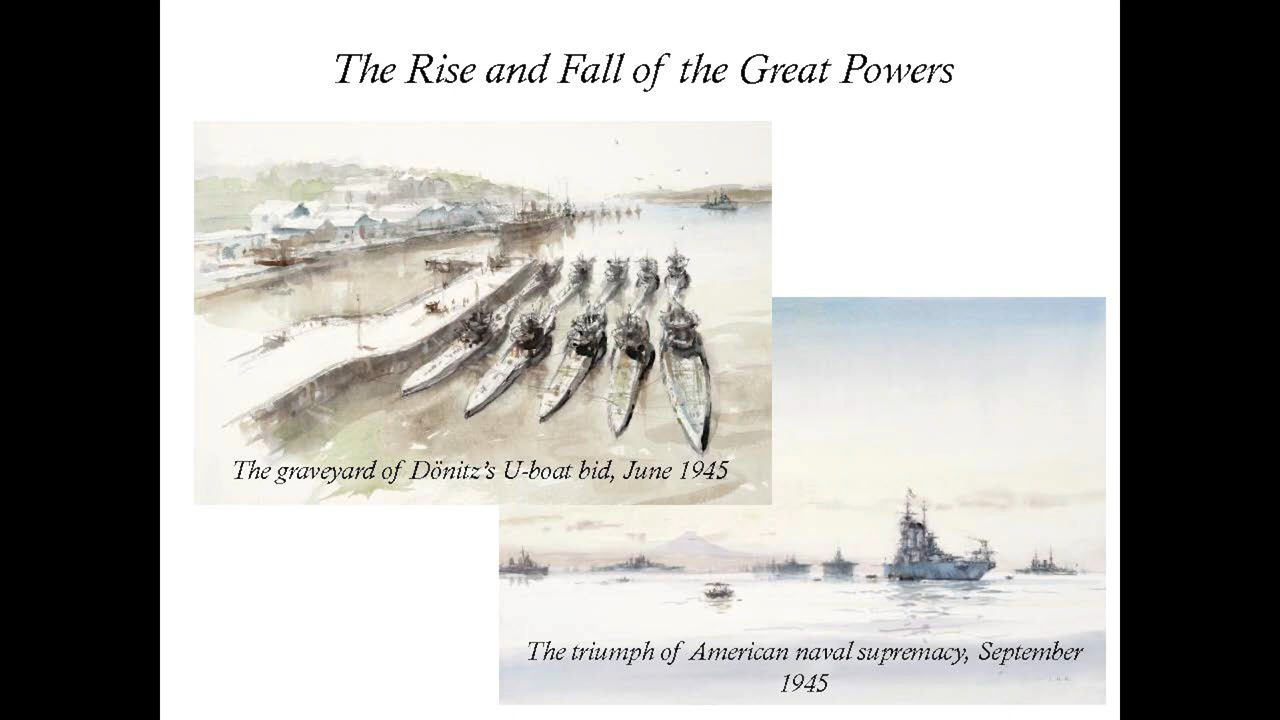 The Rise and Fall of the Great Powers
The graveyard of Dönitz's U-boat bid, June 1945
The triumph of American naval supremacy, September
1945